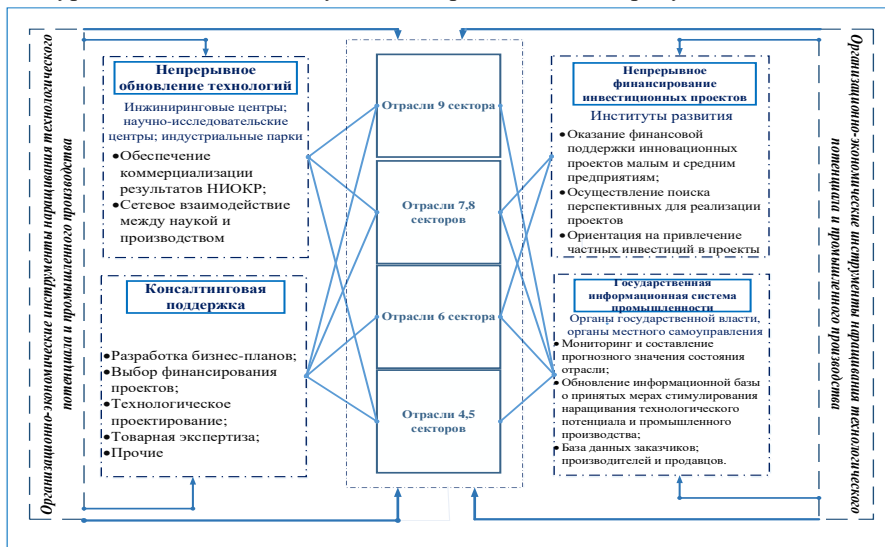 Организационно-экономические инструменты наращивания технологического
потенциала и промышленного производства
Непрерывное
обновление технологий
Инжиниринговые центры;
научно-исследовательские
центры; индустриальные парки
•Обеспечение
коммерциализации
результатов НИОКР;
•Сетевое взаимодействие
между наукой и
производством
Консалтинговая
поддержка
•Разработка бизнес-планов;
•Выбор финансирования
проектов;
•Технологическое
проектирование;
•Товарная экспертиза;
•Прочие
Отрасли 9 сектора
Отрасли 7,8
секторов
Отрасли 6 сектора
Отрасли 4,5
секторов
Непрерывное
финансирование
инвестиционных проектов
Институты развития
•Оказание финансовой
поддержки инновационных
проектов малым и средним
предприятиям;
•Осуществление поиска
перспективных для реализации
проектов
•Ориентация на привлечение
частных инвестиций в проекты
Государственная
информационная система
промышленности
Органы государственной власти,
органы местного самоуправления
• Мониторинг и составление
прогнозного значения состояния
отрасли;
• Обновление информационной базы
о принятых мерах стимулирования
наращивания технологического
потенциала и промышленного
производства;
• База данных заказчиков;
производителей и продавцов.
Организационно-экономические инструменты наращивания технологического
потенциала и промышленного производства